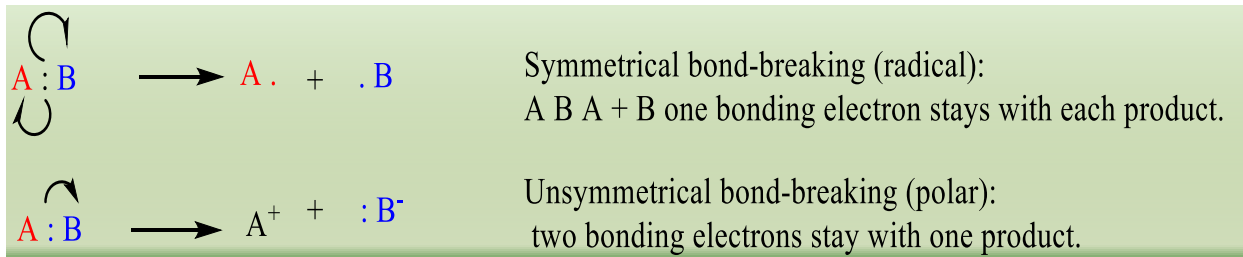 A : B A . + . B
Symmetrical bond-breaking (radical):
A B A + B one bonding electron stays with each product.
A : B A⁺ + : B⁻
Unsymmetrical bond-breaking (polar):
two bonding electrons stay with one product.